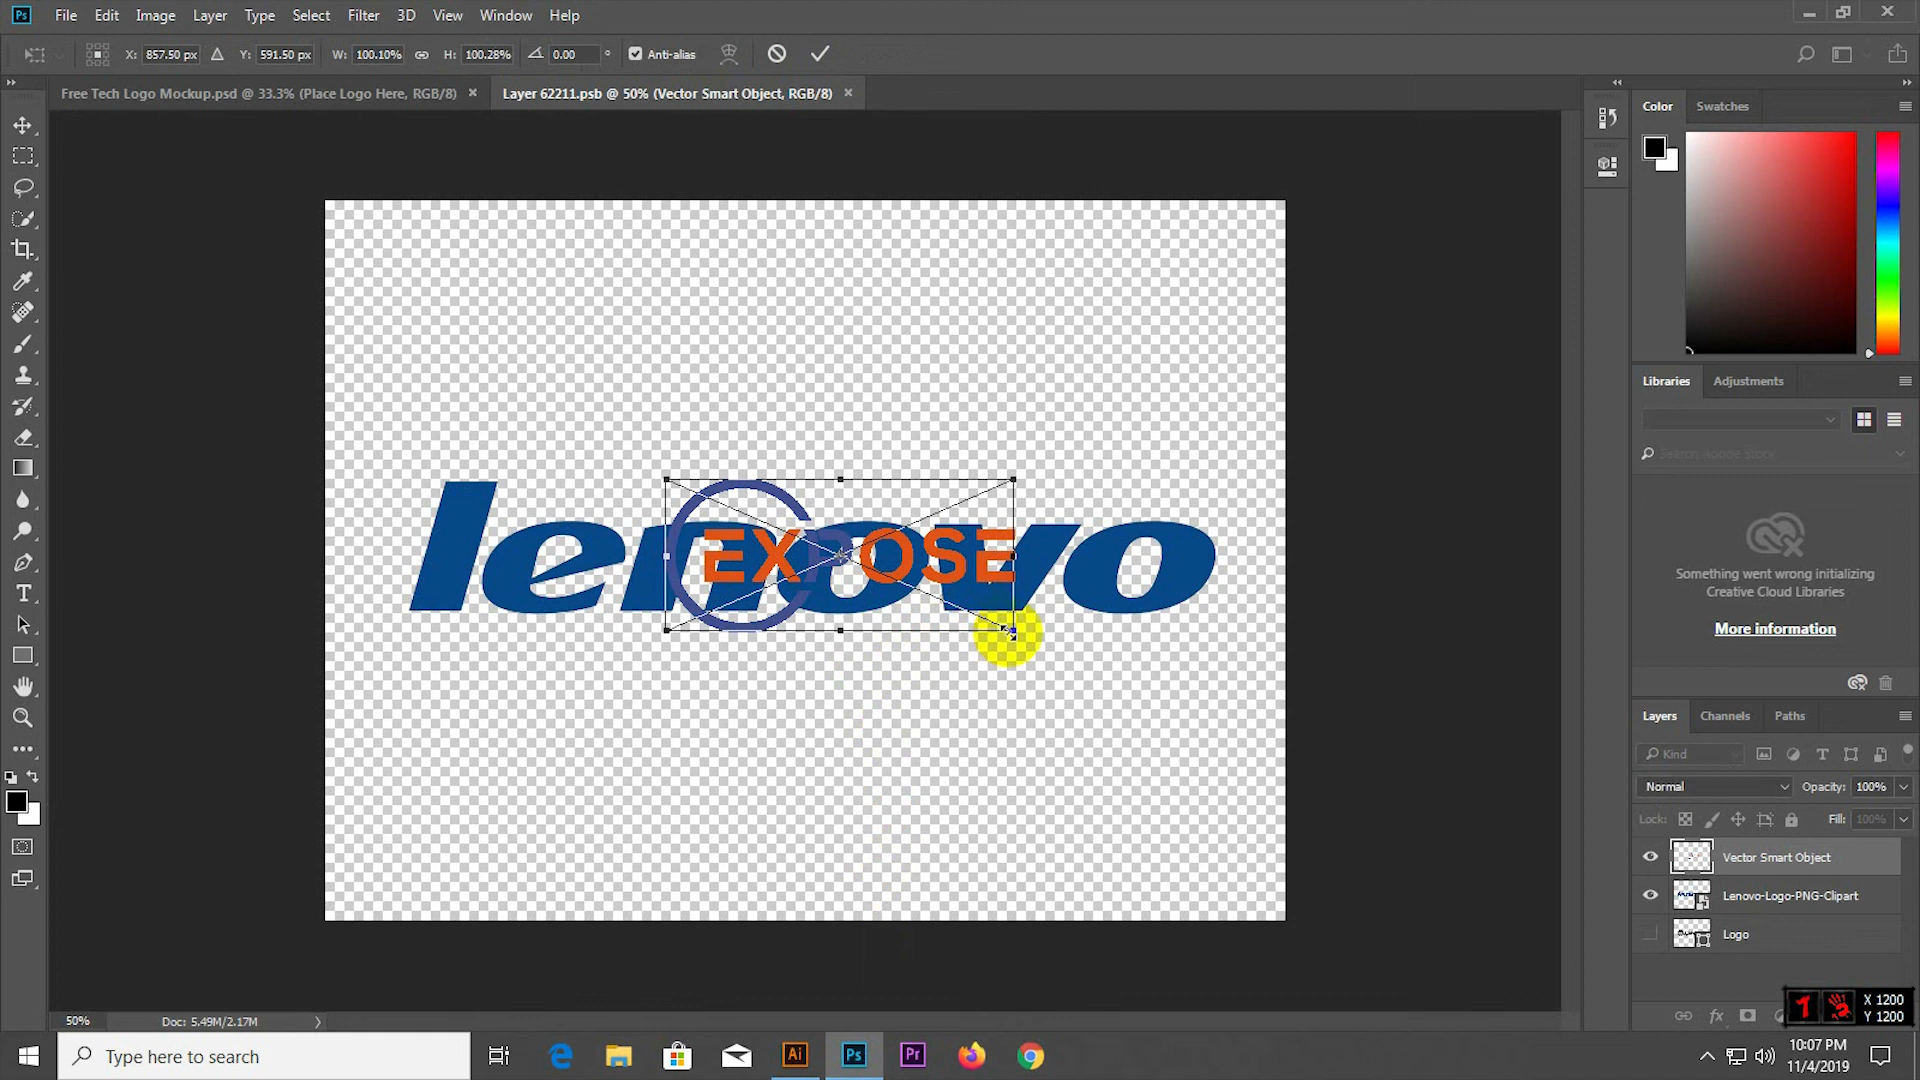 Ps File Edit Image Layer Type Select Filter 3D View Window Help
X: 857.50 px Y: 591.50 px W: 100.10% H: 100.28% 0.00 ° Anti-alias
Free Tech Logo Mockup.psd @ 33.3% (Place Logo Here, RGB/8) × Layer 62211.psb @ 50% (Vector Smart Object, RGB/8) ×
Color Swatches
lenovo
EXPOSE
Libraries Adjustments
Search Adobe Stock
Something went wrong initializing
Creative Cloud Libraries
More information
Layers Channels Paths
Kind
Normal Opacity: 100%
Lock: Fill: 100%
Vector Smart Object
Lenovo-Logo-PNG-Clipart
Logo
fx
X 1200
Y 1200
50% Doc: 5.49M/2.17M
Type here to search
Ai Ps Pr
10:07 PM
11/4/2019